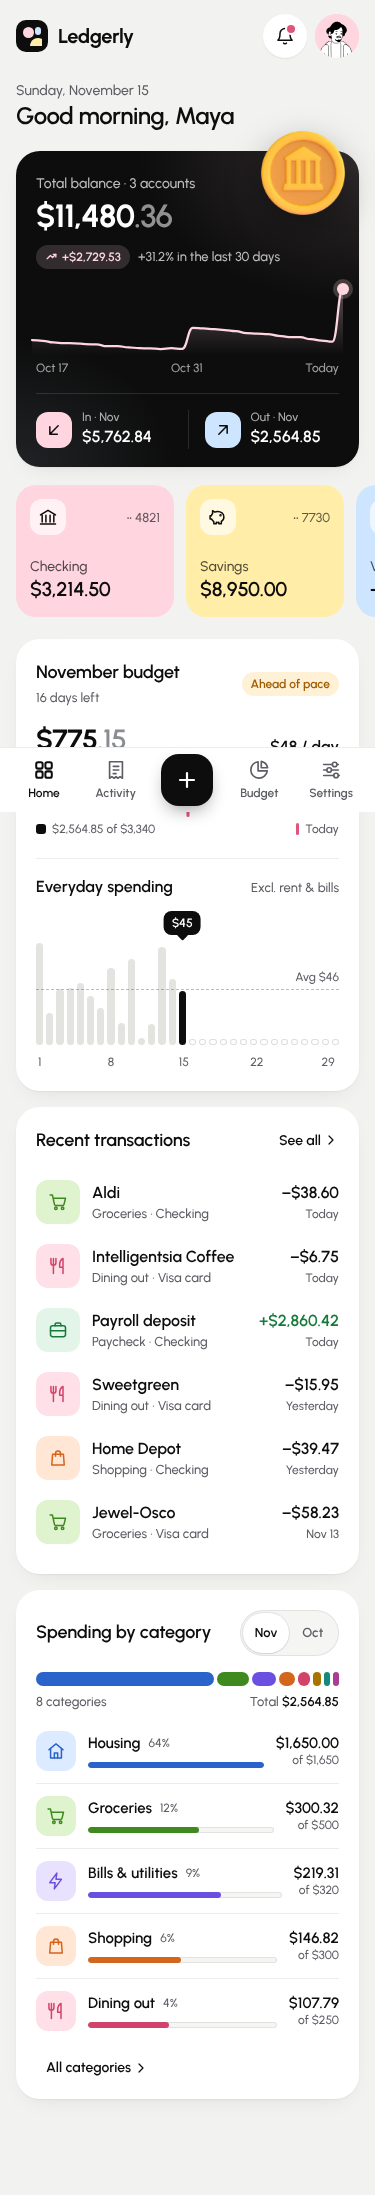 Ledgerly
Sunday, November 15
Good morning, Maya
Total balance · 3 accounts
$11,480.36
+$2,729.53 +31.2% in the last 30 days
Oct 17 Oct 31 Today
In · Nov
$5,762.84
Out · Nov
$2,564.85
·· 4821
Checking
$3,214.50
·· 7730
Savings
$8,950.00
November budget
16 days left
Ahead of pace
$775.15
$48 / day
Home Activity Budget Settings
$2,564.85 of $3,340 Today
Everyday spending Excl. rent & bills
$45
Avg $46
1 8 15 22 29
Recent transactions See all
Aldi −$38.60
Groceries · Checking Today
Intelligentsia Coffee −$6.75
Dining out · Visa card Today
Payroll deposit +$2,860.42
Paycheck · Checking Today
Sweetgreen −$15.95
Dining out · Visa card Yesterday
Home Depot −$39.47
Shopping · Checking Yesterday
Jewel-Osco −$58.23
Groceries · Visa card Nov 13
Spending by category Nov Oct
8 categories Total $2,564.85
Housing 64% $1,650.00
of $1,650
Groceries 12% $300.32
of $500
Bills & utilities 9% $219.31
of $320
Shopping 6% $146.82
of $300
Dining out 4% $107.79
of $250
All categories